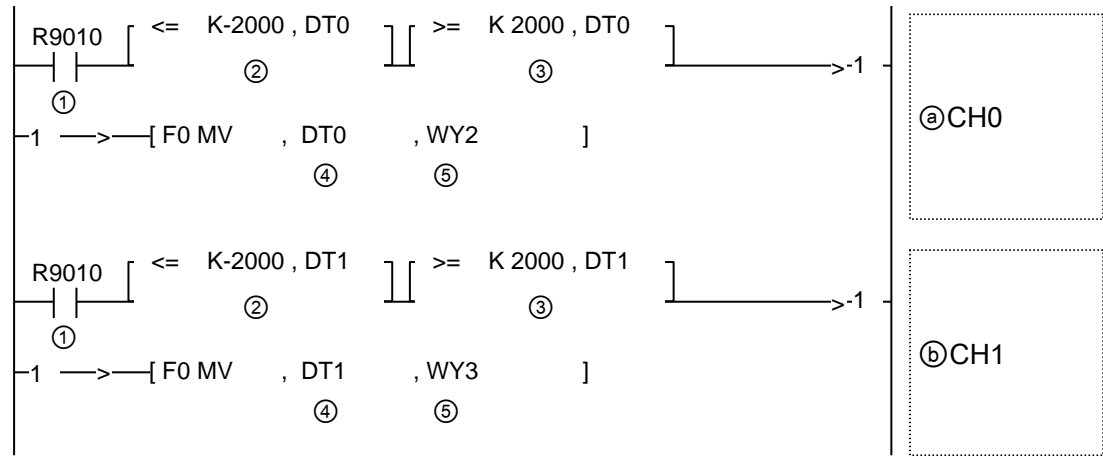 R9010 <= K-2000 , DT0 >= K 2000 , DT0
② ③ > 1
①
1 > [ F0 MV , DT0 , WY2 ]
④ ⑤
ⓐCH0
R9010 <= K-2000 , DT1 >= K 2000 , DT1
② ③ > 1
①
1 > [ F0 MV , DT1 , WY3 ]
④ ⑤
ⓑCH1